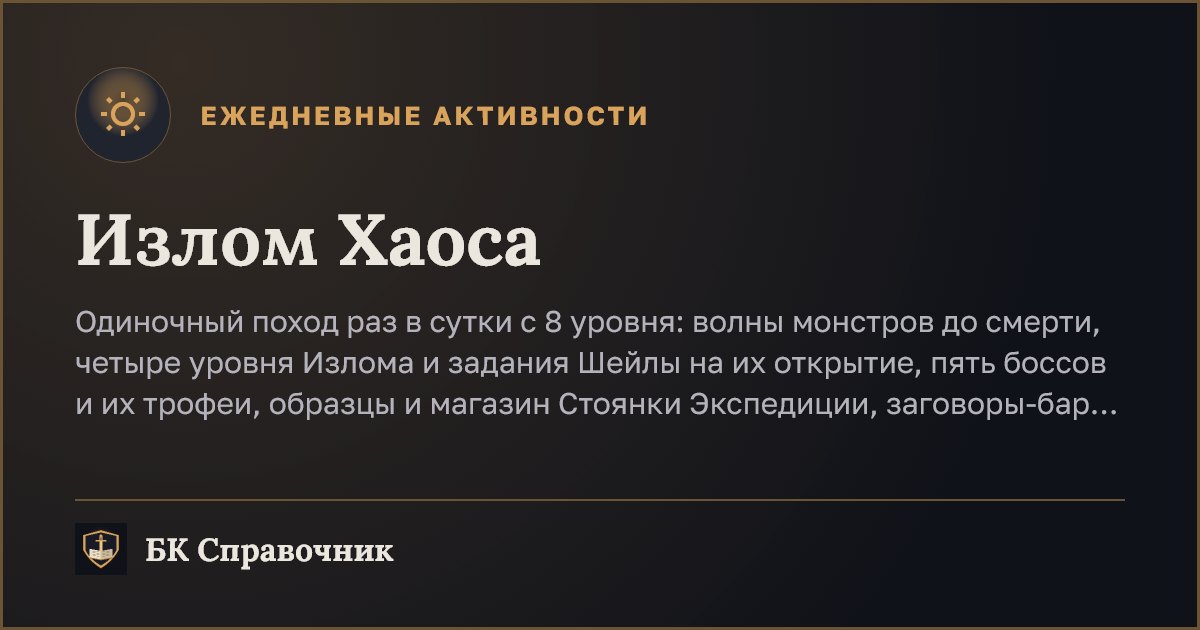 ЕЖЕДНЕВНЫЕ АКТИВНОСТИ
Излом Хаоса
Одиночный поход раз в сутки с 8 уровня: волны монстров до смерти,
четыре уровня Излома и задания Шейлы на их открытие, пять боссов
и их трофеи, образцы и магазин Стоянки Экспедиции, заговоры-бар…
БК Справочник